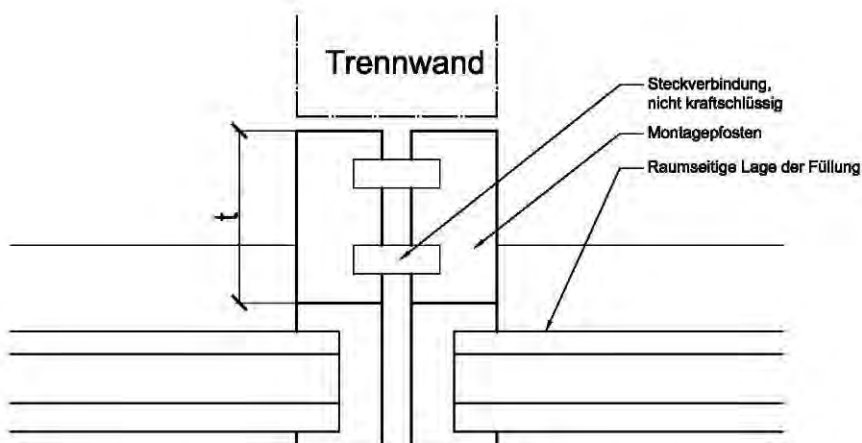 Trennwand
Steckverbindung,
nicht kraftschlüssig
Montagepfosten
Raumseitige Lage der Füllung
t